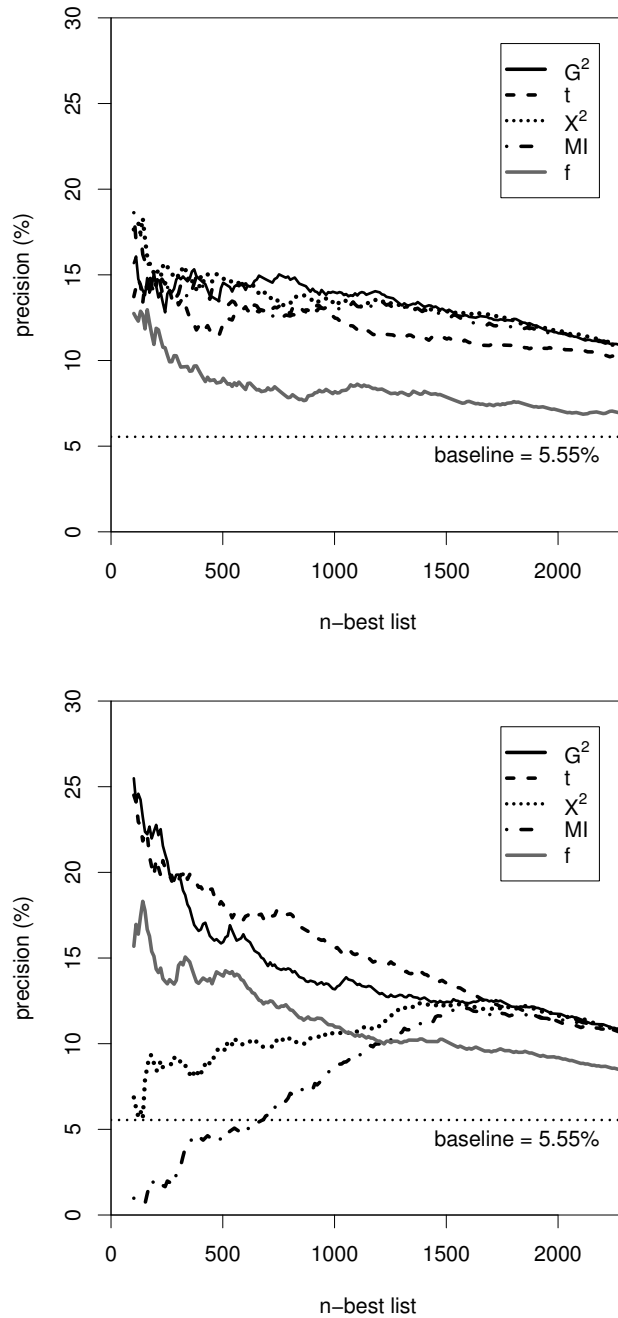 30
25
20
15
10
5
0
precision (%)
G²
t
X²
MI
f
baseline = 5.55%
0 500 1000 1500 2000
n−best list
30
25
20
15
10
5
0
precision (%)
G²
t
X²
MI
f
baseline = 5.55%
0 500 1000 1500 2000
n−best list